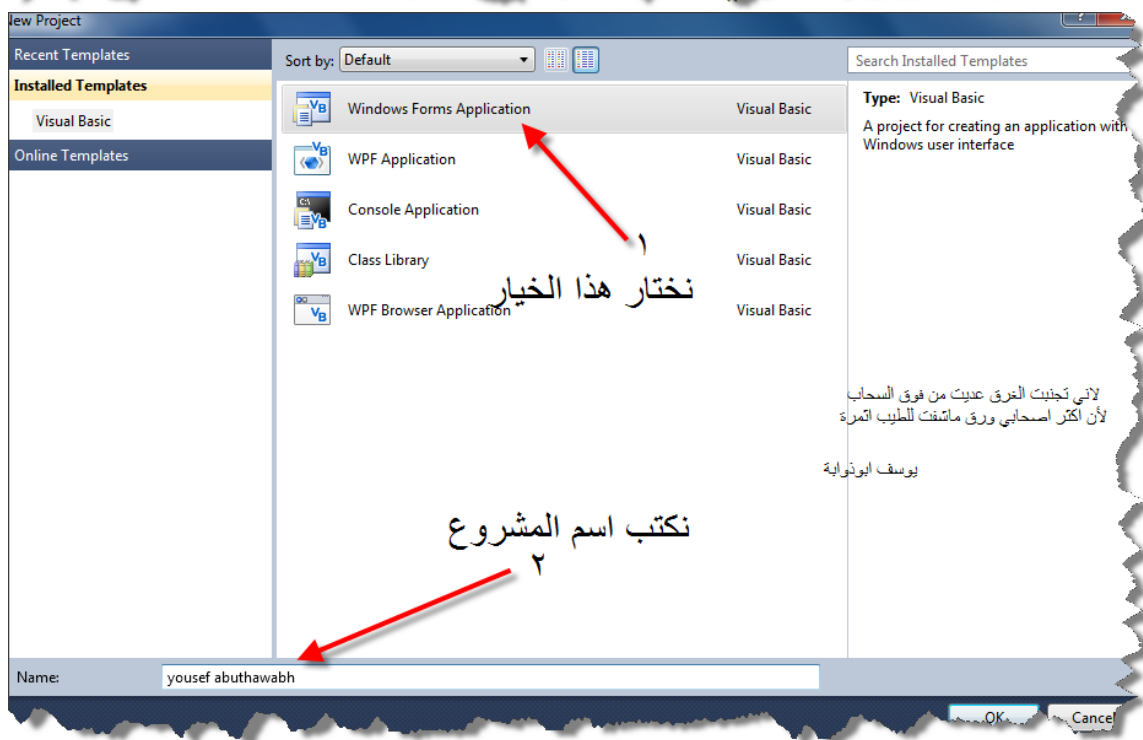 New Project
Recent Templates
Installed Templates
Visual Basic
Online Templates
Sort by: Default
Windows Forms Application Visual Basic
WPF Application Visual Basic
Console Application Visual Basic
Class Library Visual Basic
WPF Browser Application Visual Basic
Search Installed Templates
Type: Visual Basic
A project for creating an application with
Windows user interface
١
نختار هذا الخيار
لاني تجنبت الغرق عديت من فوق السحاب
لأن اكثر اصحابي ورق ماشفت للطيب اثمرة
يوسف ابوذوابة
نكتب اسم المشروع
٢
Name: yousef abuthawabh
OK Cancel